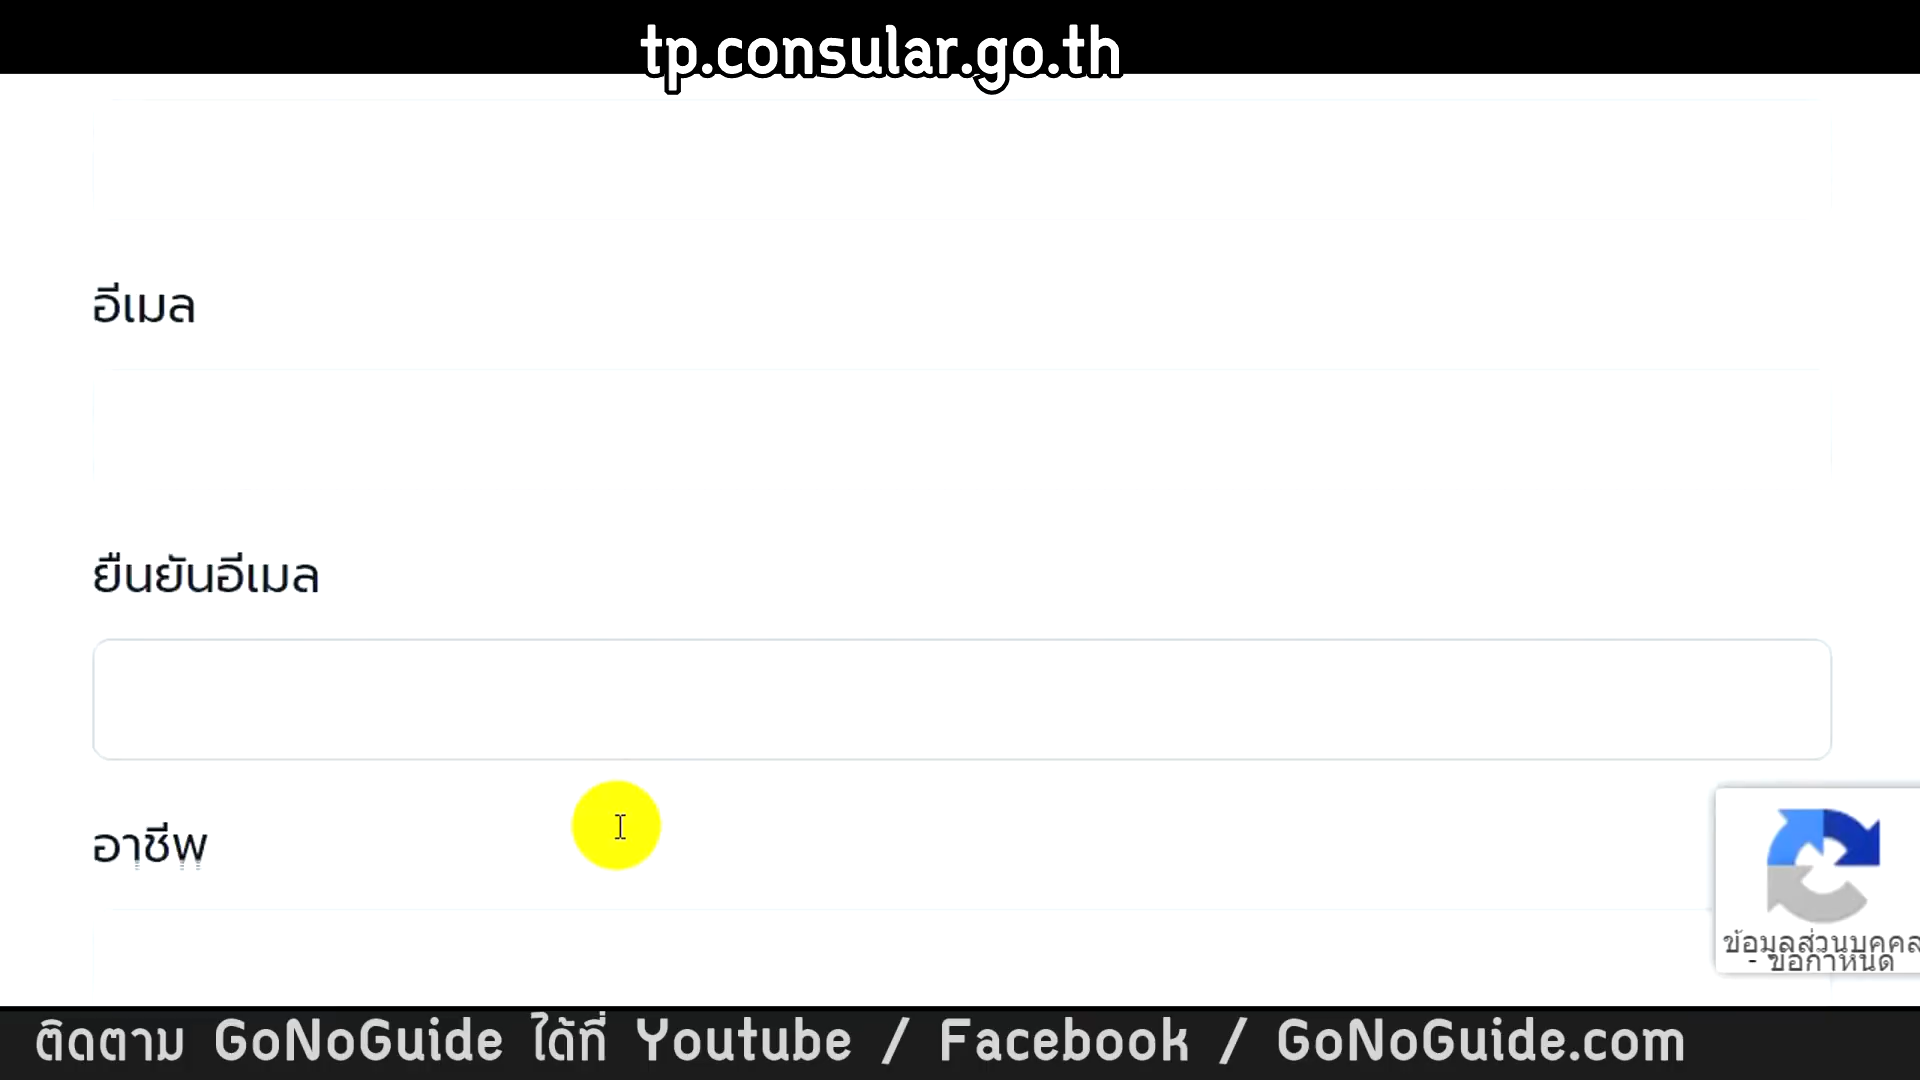 tp.consular.go.th
อีเมล
ยืนยันอีเมล
อาชีพ
ข้อมูลส่วนบุคคล
- ข้อกำหนด
ติดตาม GoNoGuide ได้ที่ Youtube / Facebook / GoNoGuide.com